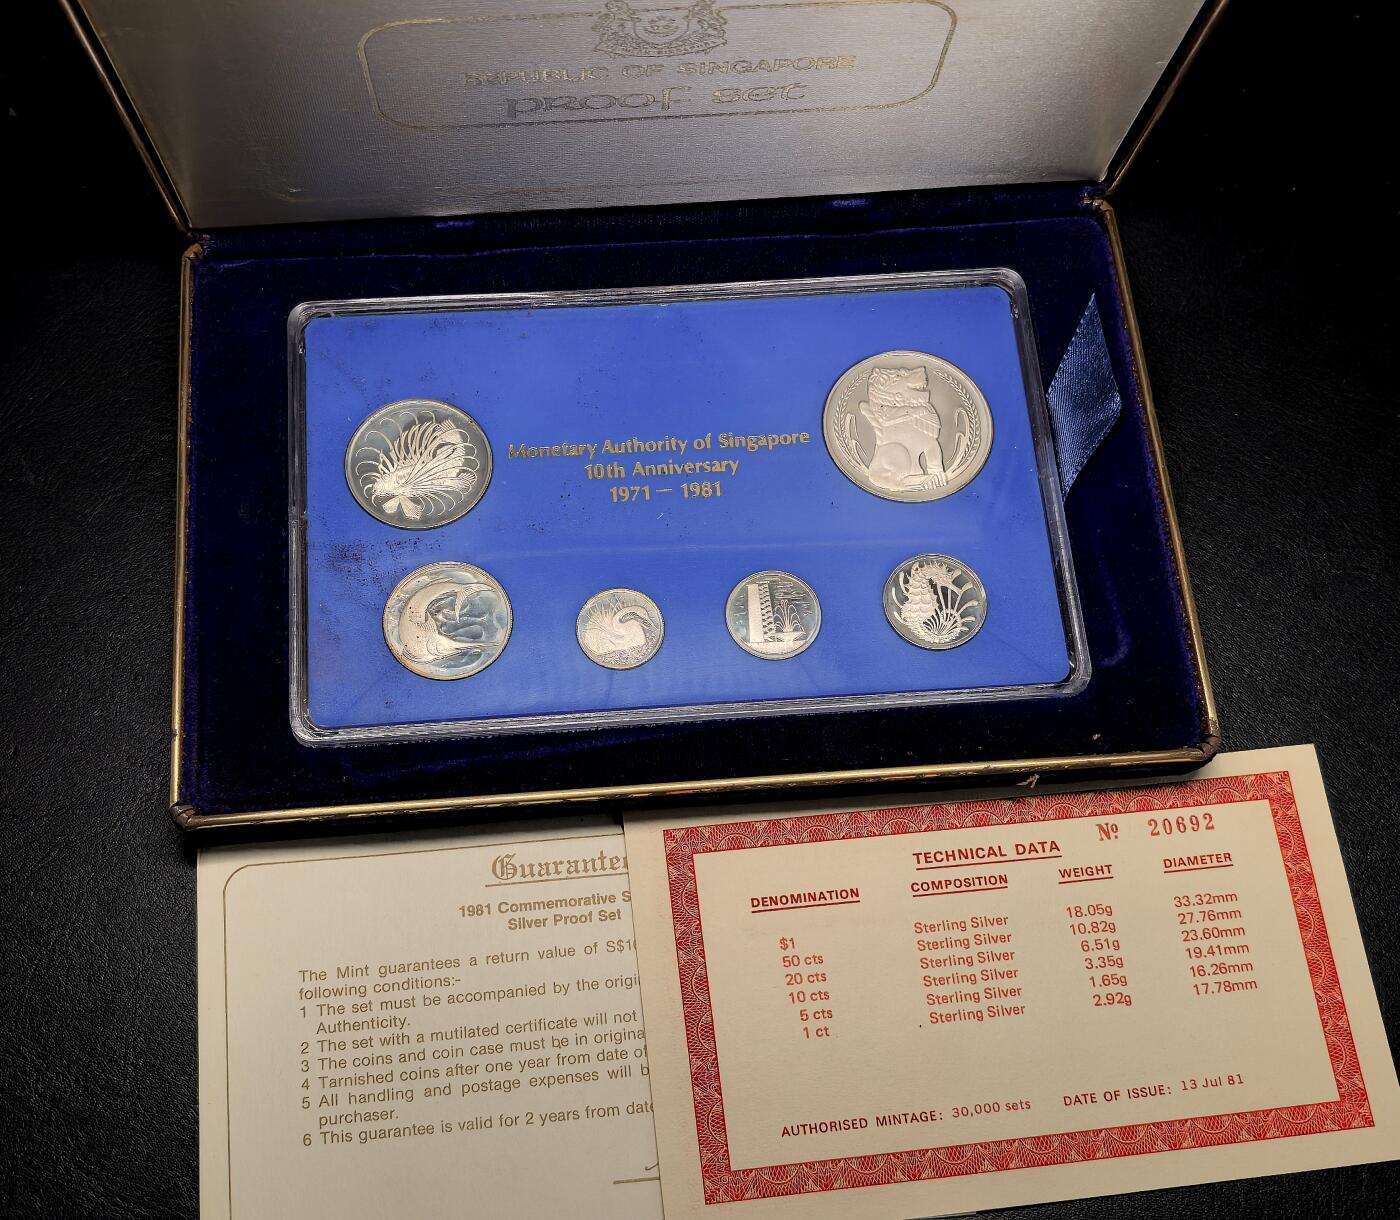 REPUBLIC OF SINGAPORE
PROOF SET
Monetary Authority of Singapore
10th Anniversary
1971 — 1981
Guarantee
1981 Commemorative S
Silver Proof Set
The Mint guarantees a return value of S$10
following conditions:-
1 The set must be accompanied by the origi
Authenticity.
2 The set with a mutilated certificate will not
3 The coins and coin case must be in origina
4 Tarnished coins after one year from date of
5 All handling and postage expenses will b
purchaser.
6 This guarantee is valid for 2 years from date
Nº 20692
TECHNICAL DATA
DENOMINATION COMPOSITION WEIGHT DIAMETER
$1 Sterling Silver 18.05g 33.32mm
50 cts Sterling Silver 10.82g 27.76mm
20 cts Sterling Silver 6.51g 23.60mm
10 cts Sterling Silver 3.35g 19.41mm
5 cts Sterling Silver 1.65g 16.26mm
1 ct Sterling Silver 2.92g 17.78mm
AUTHORISED MINTAGE: 30,000 sets DATE OF ISSUE: 13 Jul 81